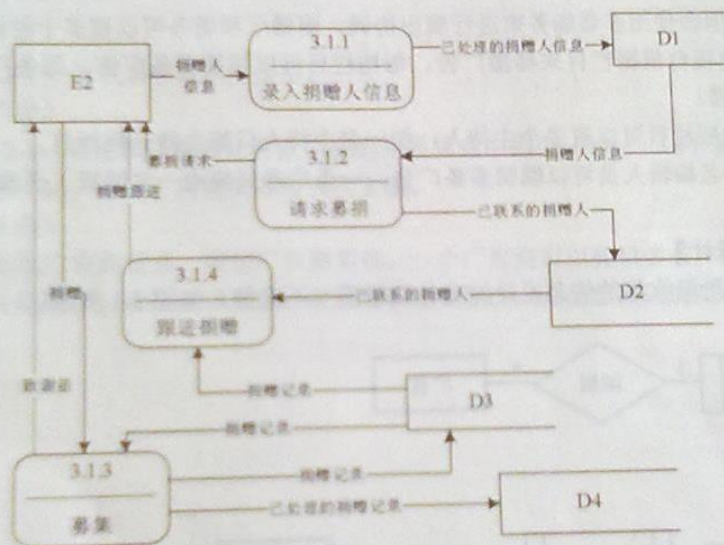 E2
捐赠人
信息
3.1.1
录入捐赠人信息
已处理的捐赠人信息
D1
募捐请求
3.1.2
请求募捐
捐赠人信息
捐赠跟进
已联系的捐赠人
3.1.4
跟进捐赠
已联系的捐赠人
D2
捐赠
致谢函
捐赠记录
D3
捐赠记录
3.1.3
募集
捐赠记录
已处理的捐赠记录
D4